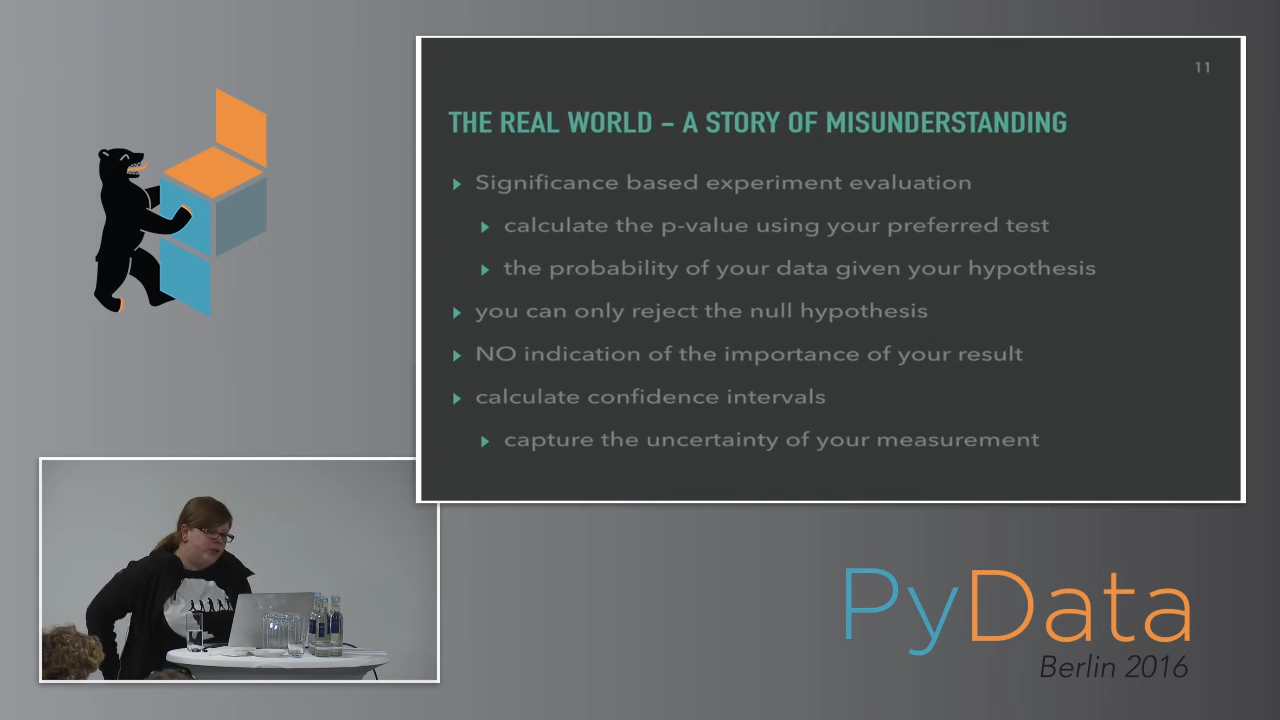 11
THE REAL WORLD – A STORY OF MISUNDERSTANDING
Significance based experiment evaluation
calculate the p-value using your preferred test
the probability of your data given your hypothesis
you can only reject the null hypothesis
NO indication of the importance of your result
calculate confidence intervals
capture the uncertainty of your measurement
PyData
Berlin 2016